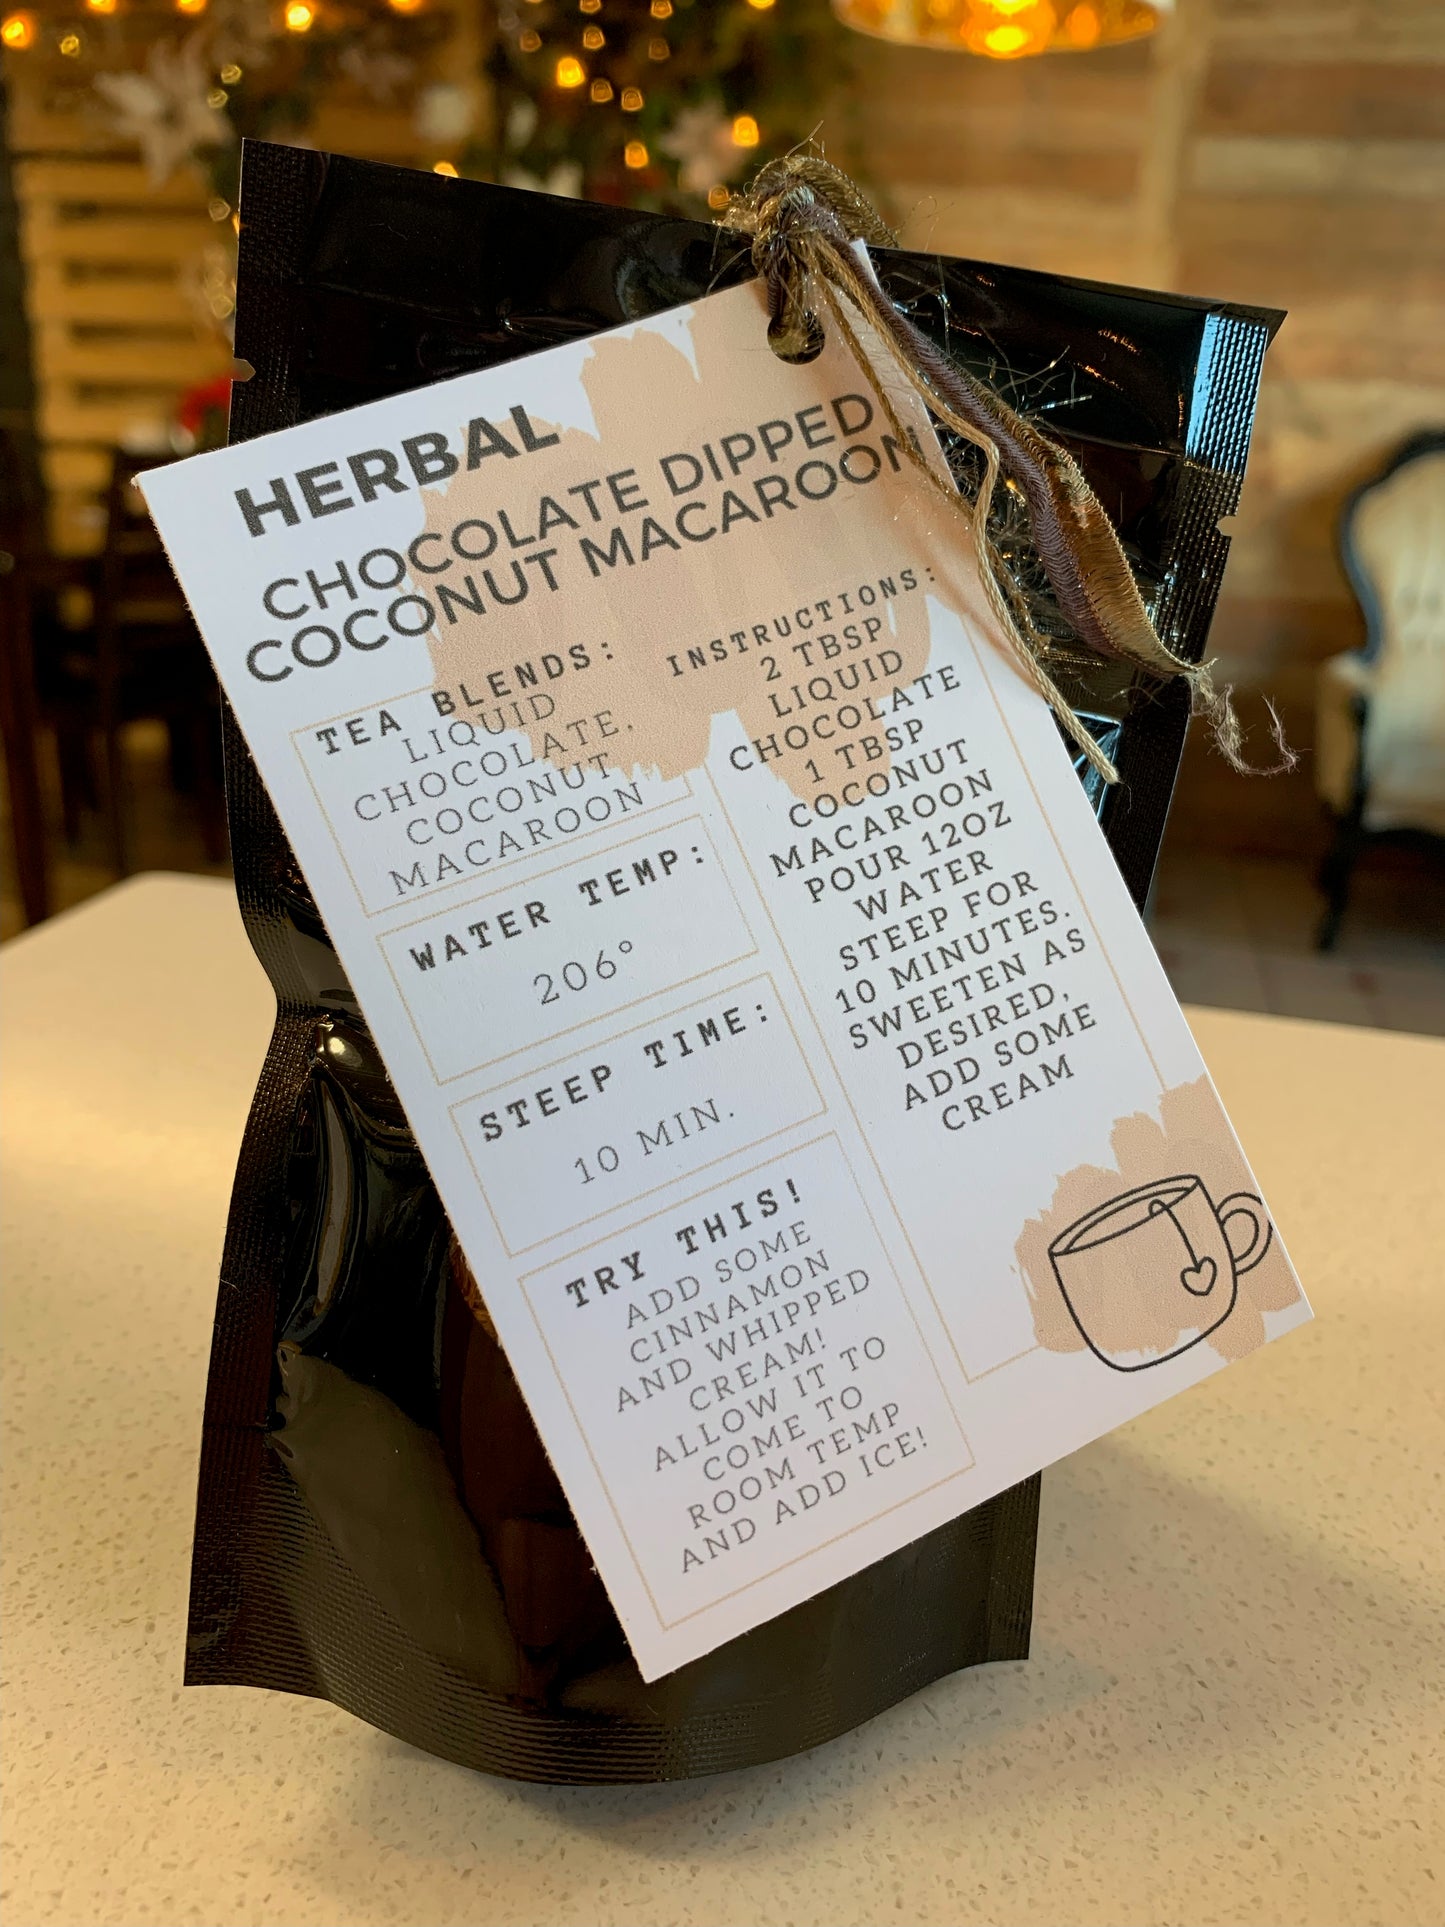 HERBAL
CHOCOLATE DIPPED
COCONUT MACAROON
TEA BLENDS:
LIQUID
CHOCOLATE.
COCONUT
MACAROON
WATER TEMP:
206°
STEEP TIME:
10 MIN.
TRY THIS!
ADD SOME
CINNAMON
AND WHIPPED
CREAM!
ALLOW IT TO
COME TO
ROOM TEMP
AND ADD ICE!
INSTRUCTIONS:
2 TBSP
LIQUID
CHOCOLATE
1 TBSP
COCONUT
MACAROON
POUR 12OZ
WATER
STEEP FOR
10 MINUTES.
SWEETEN AS
DESIRED,
ADD SOME
CREAM